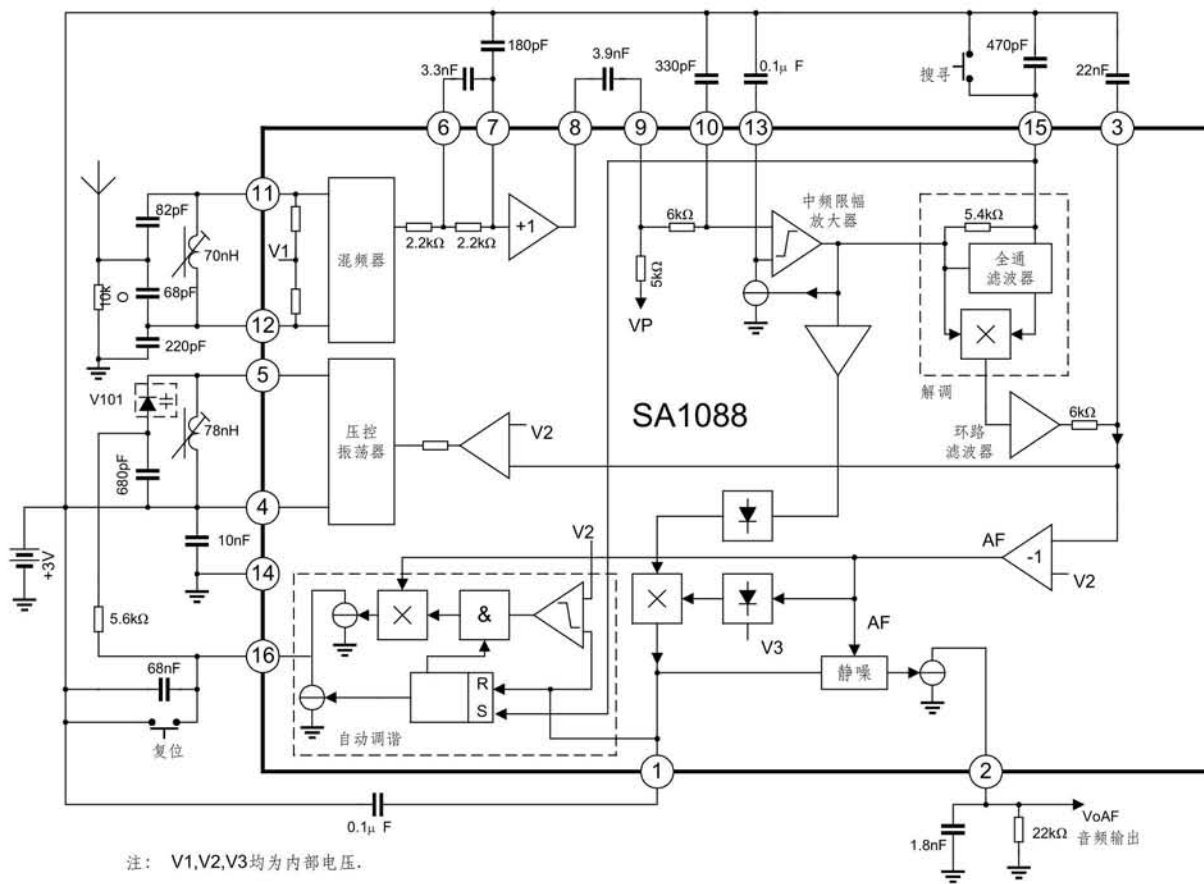 180pF
3.3nF
3.9nF
330pF
0.1μ F
搜寻
470pF
22nF
6
7
8
9
10
13
15
3
11
82pF
70nH
V1
混频器
2.2kΩ
2.2kΩ
+1
6kΩ
中频限幅
放大器
5.4kΩ
全通
滤波器
10k
O
68pF
5kΩ
VP
12
220pF
×
解调
5
V101
78nH
压控
振荡器
V2
SA1088
环路
滤波器
6kΩ
680pF
4
+3V
10nF
14
V2
AF
-1
V2
×
&
×
V3
AF
5.6kΩ
16
68nF
R
S
静噪
复位
自动调谐
1
2
0.1μ F
1.8nF
22kΩ
VoAF
音频输出
注： V1,V2,V3均为内部电压.